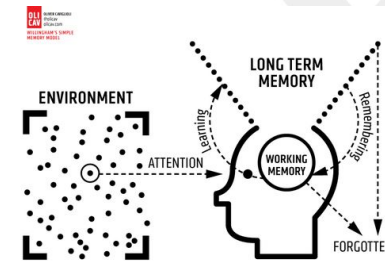 OLI
CAV
OLIVER CAVIGLIOLI
@olicav
olicav.com
WILLINGHAM'S SIMPLE
MEMORY MODEL
ENVIRONMENT
ATTENTION
LONG TERM
MEMORY
Learning
Remembering
WORKING
MEMORY
FORGOTTE